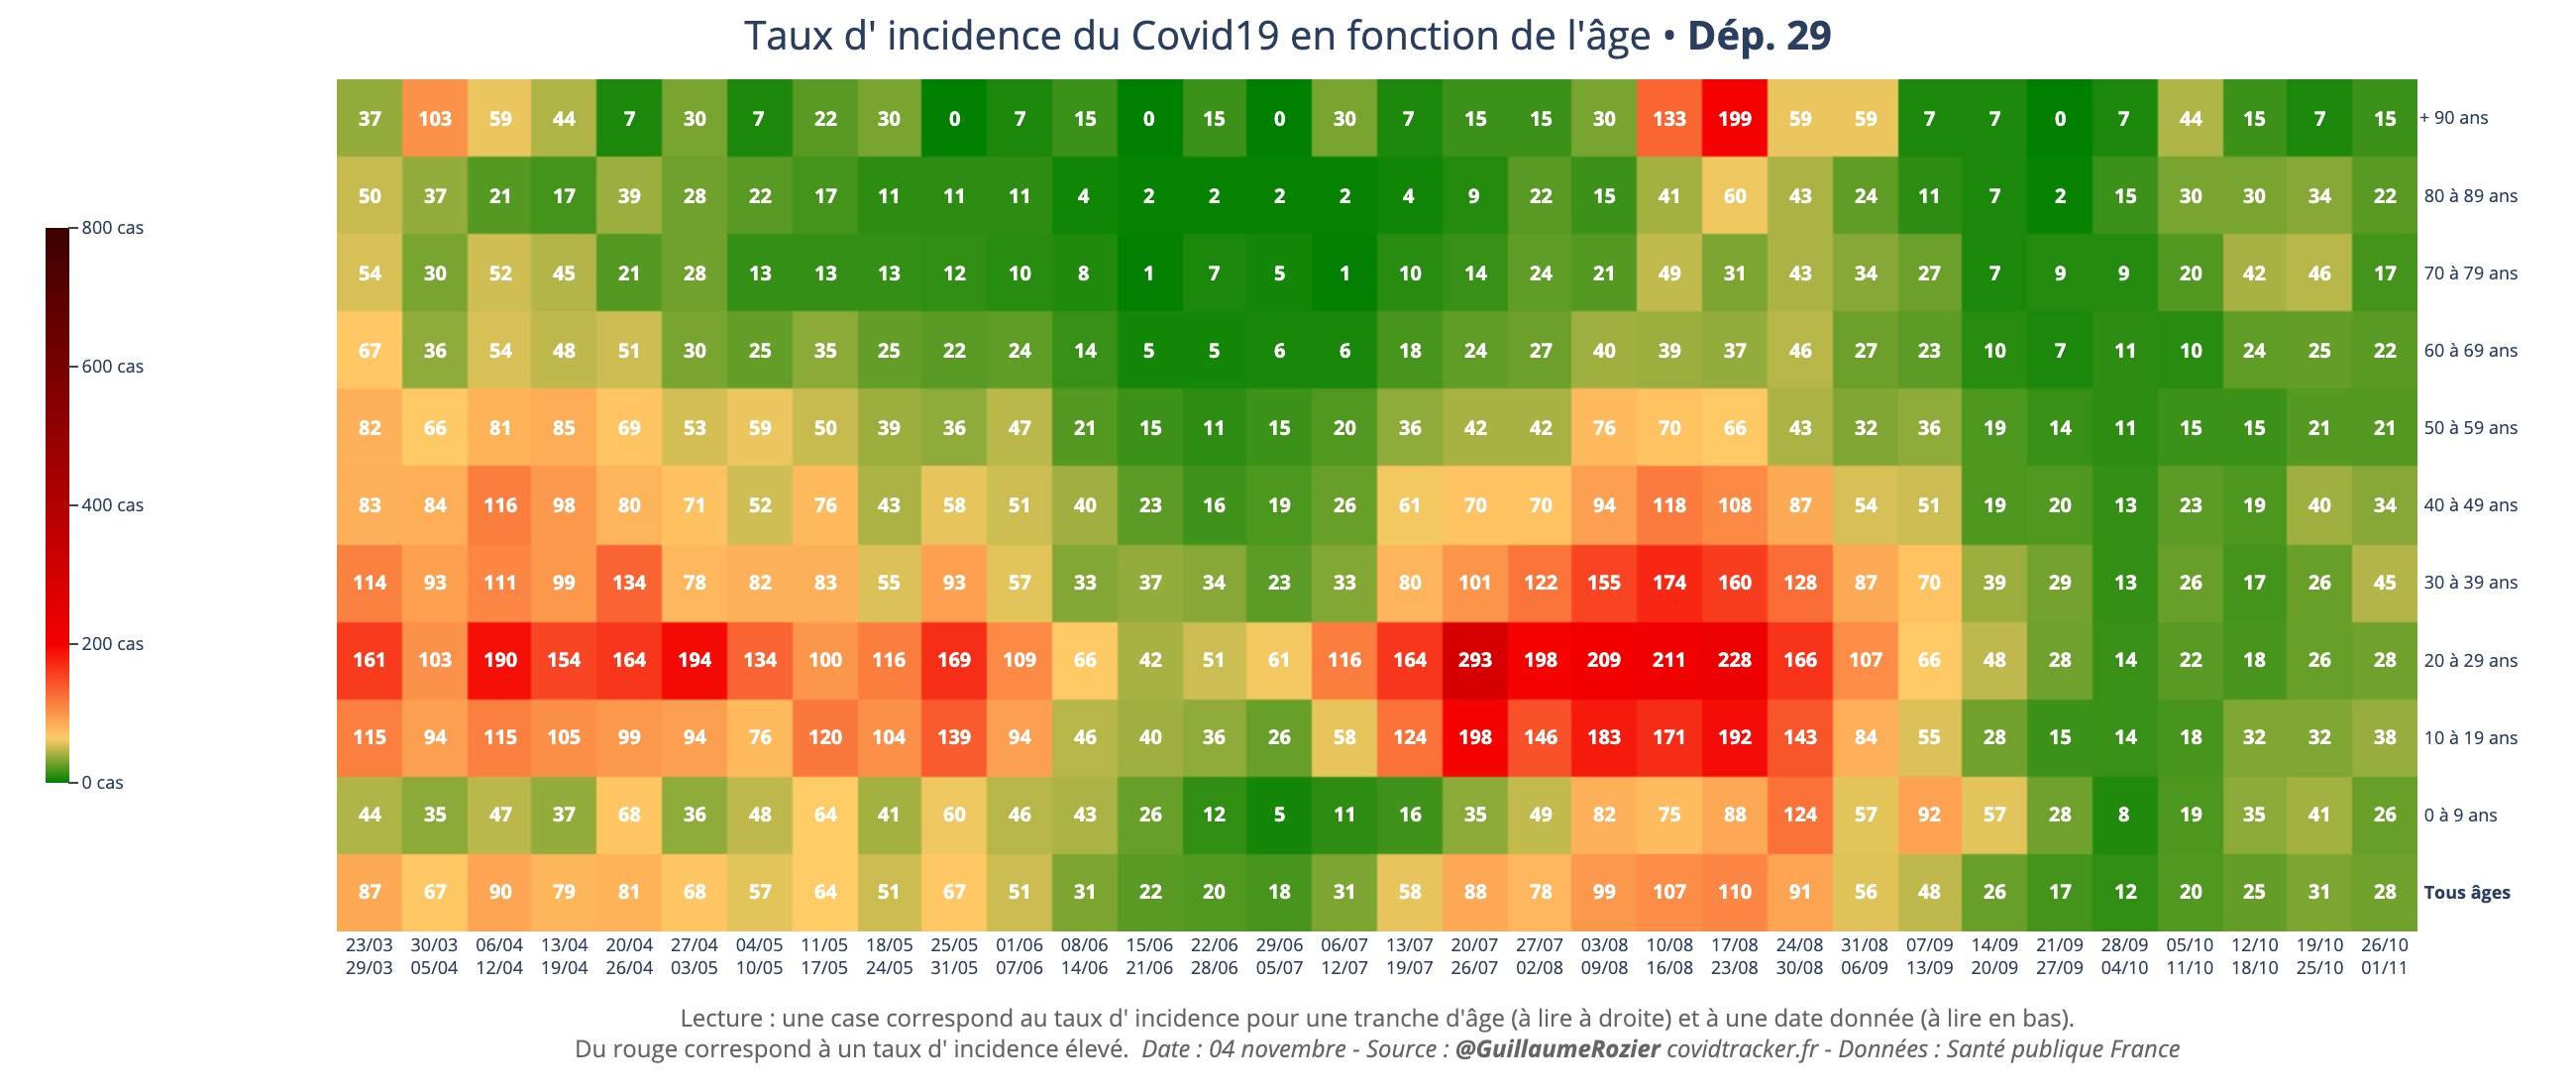 Taux d' incidence du Covid19 en fonction de l'âge • Dép. 29
800 cas
600 cas
400 cas
200 cas
0 cas
37 103 59 44 7 30 7 22 30 0 7 15 0 15 0 30 7 15 15 30 133 199 59 59 7 7 0 7 44 15 7 15 + 90 ans
50 37 21 17 39 28 22 17 11 11 11 4 2 2 2 2 4 9 22 15 41 60 43 24 11 7 2 15 30 30 34 22 80 à 89 ans
54 30 52 45 21 28 13 13 13 12 10 8 1 7 5 1 10 14 24 21 49 31 43 34 27 7 9 9 20 42 46 17 70 à 79 ans
67 36 54 48 51 30 25 35 25 22 24 14 5 5 6 6 18 24 27 40 39 37 46 27 23 10 7 11 10 24 25 22 60 à 69 ans
82 66 81 85 69 53 59 50 39 36 47 21 15 11 15 20 36 42 42 76 70 66 43 32 36 19 14 11 15 15 21 21 50 à 59 ans
83 84 116 98 80 71 52 76 43 58 51 40 23 16 19 26 61 70 70 94 118 108 87 54 51 19 20 13 23 19 40 34 40 à 49 ans
114 93 111 99 134 78 82 83 55 93 57 33 37 34 23 33 80 101 122 155 174 160 128 87 70 39 29 13 26 17 26 45 30 à 39 ans
161 103 190 154 164 194 134 100 116 169 109 66 42 51 61 116 164 293 198 209 211 228 166 107 66 48 28 14 22 18 26 28 20 à 29 ans
115 94 115 105 99 94 76 120 104 139 94 46 40 36 26 58 124 198 146 183 171 192 143 84 55 28 15 14 18 32 32 38 10 à 19 ans
44 35 47 37 68 36 48 64 41 60 46 43 26 12 5 11 16 35 49 82 75 88 124 57 92 57 28 8 19 35 41 26 0 à 9 ans
87 67 90 79 81 68 57 64 51 67 51 31 22 20 18 31 58 88 78 99 107 110 91 56 48 26 17 12 20 25 31 28 Tous âges
23/03 30/03 06/04 13/04 20/04 27/04 04/05 11/05 18/05 25/05 01/06 08/06 15/06 22/06 29/06 06/07 13/07 20/07 27/07 03/08 10/08 17/08 24/08 31/08 07/09 14/09 21/09 28/09 05/10 12/10 19/10 26/10
29/03 05/04 12/04 19/04 26/04 03/05 10/05 17/05 24/05 31/05 07/06 14/06 21/06 28/06 05/07 12/07 19/07 26/07 02/08 09/08 16/08 23/08 30/08 06/09 13/09 20/09 27/09 04/10 11/10 18/10 25/10 01/11
Lecture : une case correspond au taux d' incidence pour une tranche d'âge (à lire à droite) et à une date donnée (à lire en bas).
Du rouge correspond à un taux d' incidence élevé. Date : 04 novembre - Source : @GuillaumeRozier covidtracker.fr - Données : Santé publique France